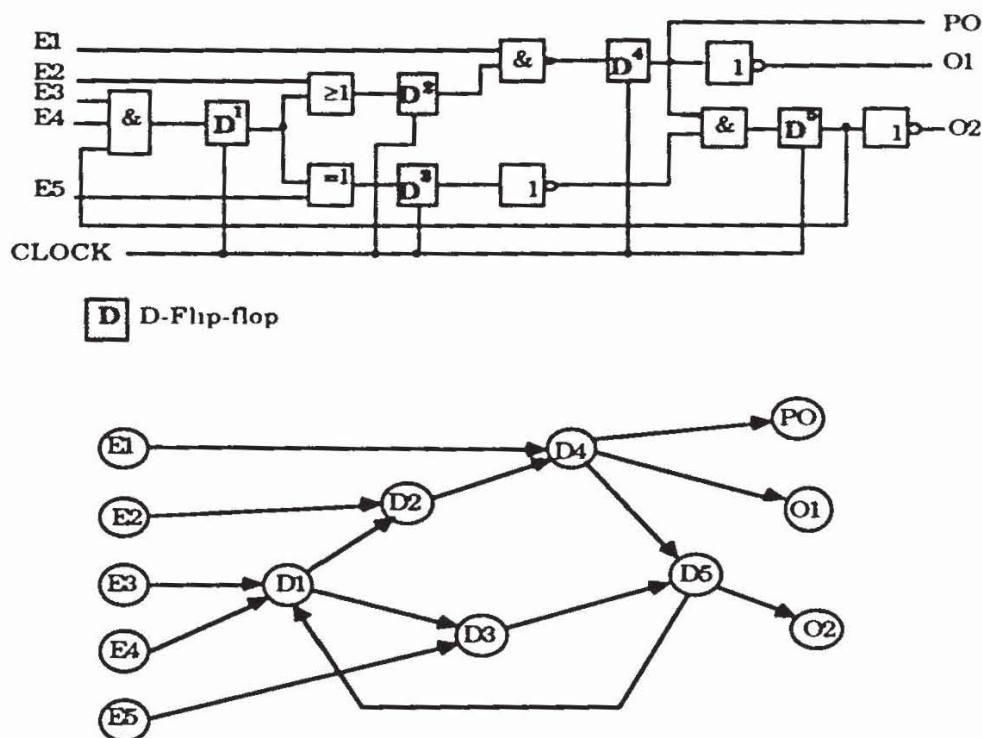 E1
E2
E3
E4
E5
CLOCK
&
D1
≥1
=1
D2
D3
&
1
D4
1
&
D5
1
PO
O1
O2
D D-Flip-flop
E1
E2
E3
E4
E5
D1
D2
D3
D4
D5
PO
O1
O2